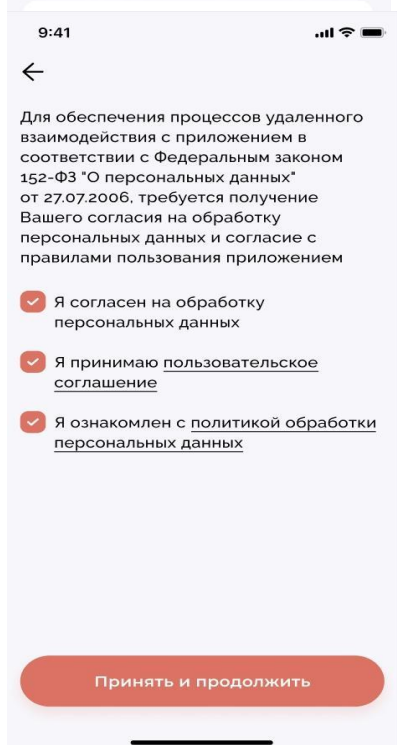 9:41
Для обеспечения процессов удаленного
взаимодействия с приложением в
соответствии с Федеральным законом
152-ФЗ "О персональных данных"
от 27.07.2006, требуется получение
Вашего согласия на обработку
персональных данных и согласие с
правилами пользования приложением
Я согласен на обработку
персональных данных
Я принимаю пользовательское
соглашение
Я ознакомлен с политикой обработки
персональных данных
Принять и продолжить